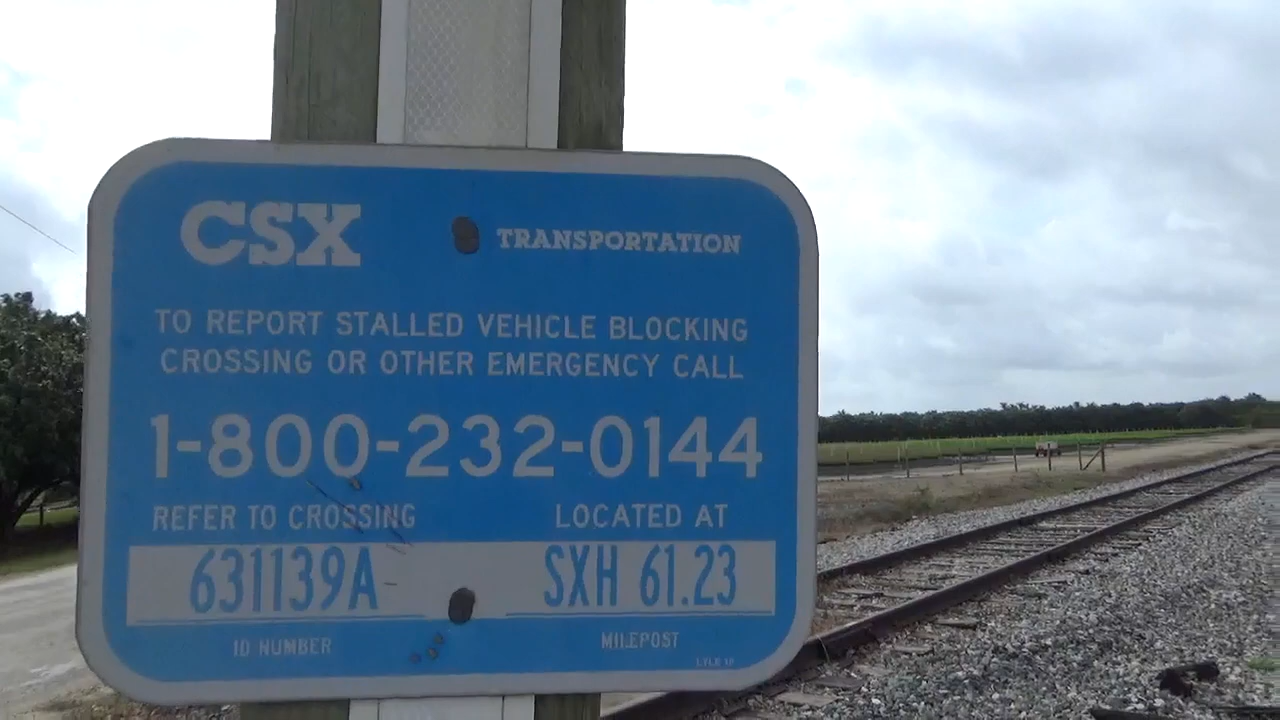 CSX TRANSPORTATION
TO REPORT STALLED VEHICLE BLOCKING
CROSSING OR OTHER EMERGENCY CALL
1-800-232-0144
REFER TO CROSSING LOCATED AT
631139A SXH 61.23
ID NUMBER MILEPOST